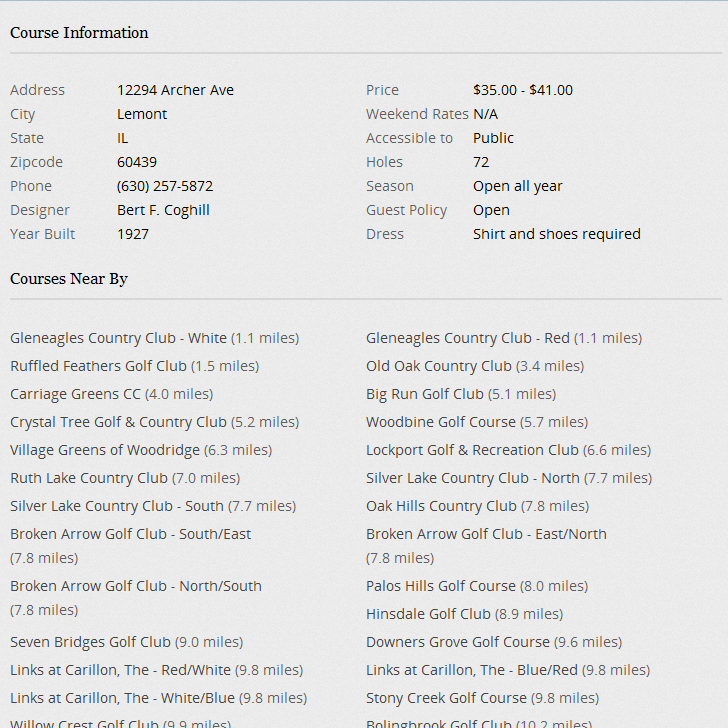 Course Information
Address 12294 Archer Ave
City Lemont
State IL
Zipcode 60439
Phone (630) 257-5872
Designer Bert F. Coghill
Year Built 1927
Price $35.00 - $41.00
Weekend Rates N/A
Accessible to Public
Holes 72
Season Open all year
Guest Policy Open
Dress Shirt and shoes required
Courses Near By
Gleneagles Country Club - White (1.1 miles)
Ruffled Feathers Golf Club (1.5 miles)
Carriage Greens CC (4.0 miles)
Crystal Tree Golf & Country Club (5.2 miles)
Village Greens of Woodridge (6.3 miles)
Ruth Lake Country Club (7.0 miles)
Silver Lake Country Club - South (7.7 miles)
Broken Arrow Golf Club - South/East
(7.8 miles)
Broken Arrow Golf Club - North/South
(7.8 miles)
Seven Bridges Golf Club (9.0 miles)
Links at Carillon, The - Red/White (9.8 miles)
Links at Carillon, The - White/Blue (9.8 miles)
Willow Crest Golf Club (9.9 miles)
Gleneagles Country Club - Red (1.1 miles)
Old Oak Country Club (3.4 miles)
Big Run Golf Club (5.1 miles)
Woodbine Golf Course (5.7 miles)
Lockport Golf & Recreation Club (6.6 miles)
Silver Lake Country Club - North (7.7 miles)
Oak Hills Country Club (7.8 miles)
Broken Arrow Golf Club - East/North
(7.8 miles)
Palos Hills Golf Course (8.0 miles)
Hinsdale Golf Club (8.9 miles)
Downers Grove Golf Course (9.6 miles)
Links at Carillon, The - Blue/Red (9.8 miles)
Stony Creek Golf Course (9.8 miles)
Bolingbrook Golf Club (10.2 miles)